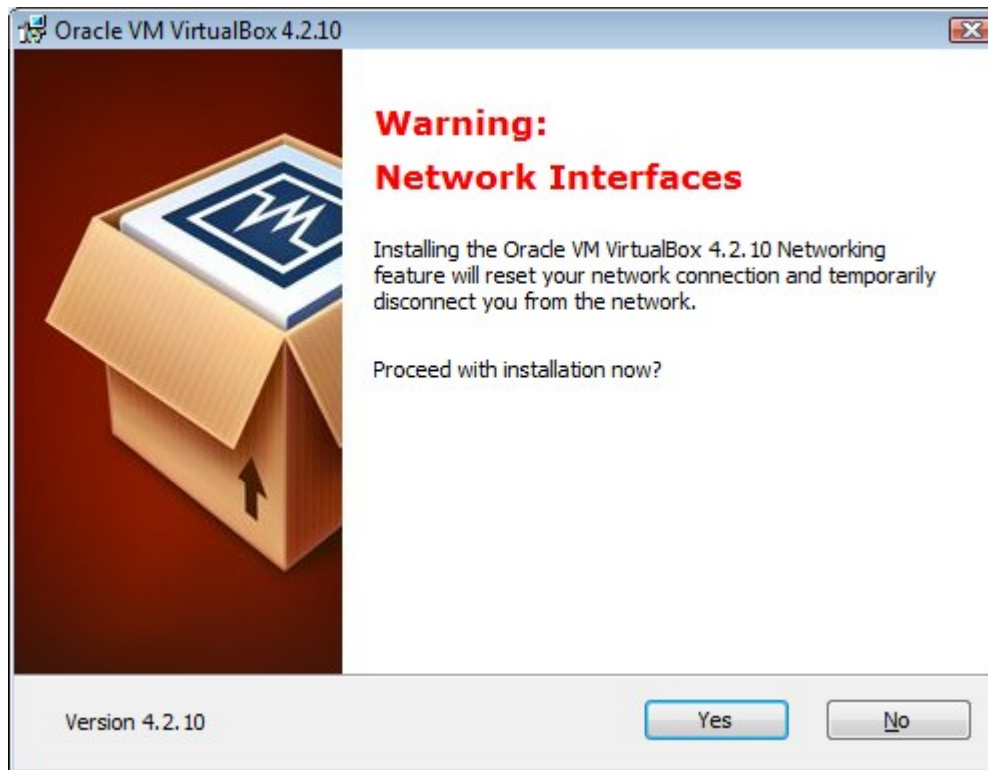 Oracle VM VirtualBox 4.2.10
Warning:
Network Interfaces
Installing the Oracle VM VirtualBox 4.2.10 Networking
feature will reset your network connection and temporarily
disconnect you from the network.
Proceed with installation now?
Version 4.2.10
Yes
No